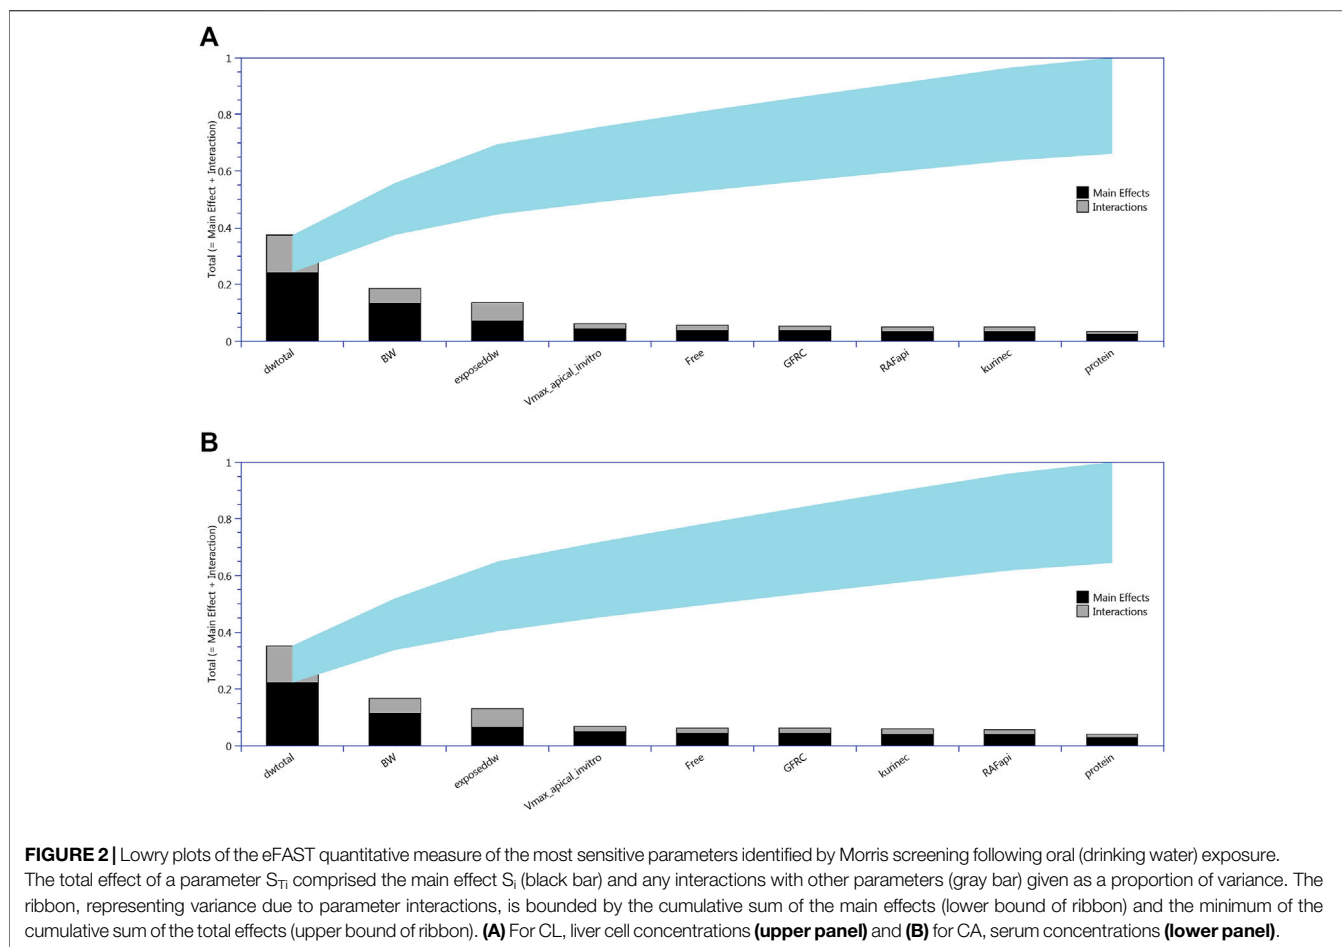 A
1
0.8
0.6
0.4
0.2
0
Total (= Main Effect + Interaction)
Main Effects
Interactions
dwtotal
BW
exposeddw
Vmax_apical_invitro
Free
GFRC
RAFapi
kurinec
protein
B
1
0.8
0.6
0.4
0.2
0
Total (= Main Effect + Interaction)
Main Effects
Interactions
dwtotal
BW
exposeddw
Vmax_apical_invitro
Free
GFRC
kurinec
RAFapi
protein
FIGURE 2 | Lowry plots of the eFAST quantitative measure of the most sensitive parameters identified by Morris screening following oral (drinking water) exposure.
The total effect of a parameter STi comprised the main effect Si (black bar) and any interactions with other parameters (gray bar) given as a proportion of variance. The
ribbon, representing variance due to parameter interactions, is bounded by the cumulative sum of the main effects (lower bound of ribbon) and the minimum of the
cumulative sum of the total effects (upper bound of ribbon). (A) For CL, liver cell concentrations (upper panel) and (B) for CA, serum concentrations (lower panel).